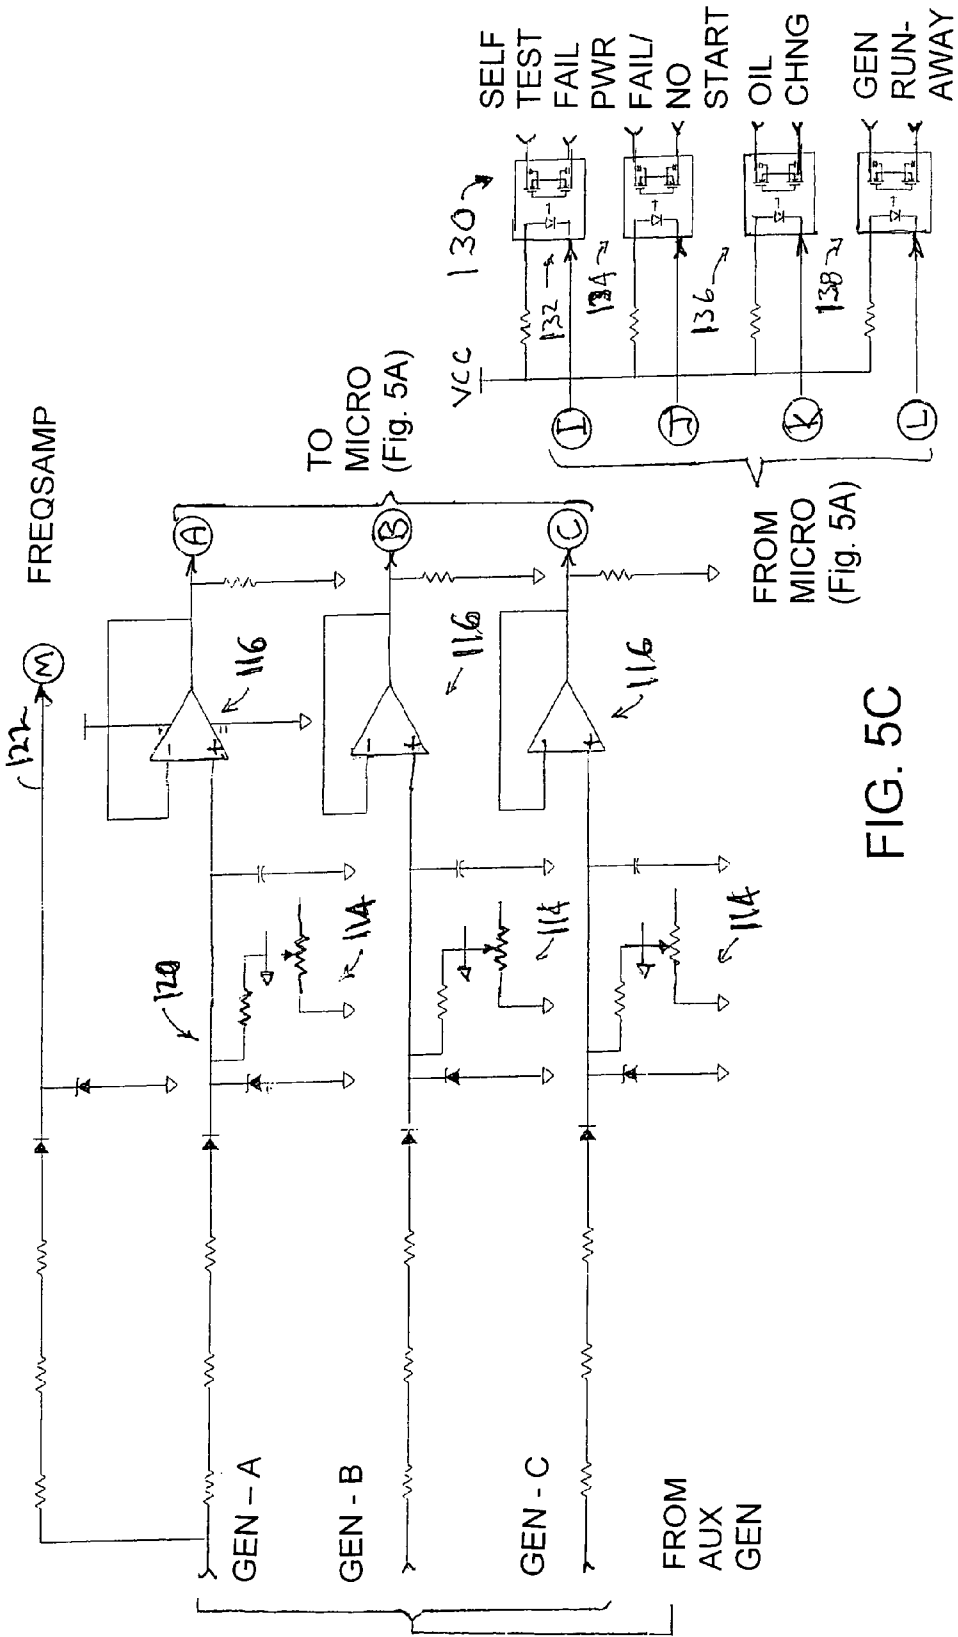 FREQSAMP
M
122
A
B
C
TO
MICRO
(Fig. 5A)
116
116
116
-
+
-
+
-
+
120
114
114
114
GEN – A
GEN - B
GEN - C
FROM
AUX
GEN
130
VCC
132
134
136
138
I
J
K
L
FROM
MICRO
(Fig. 5A)
SELF
TEST
FAIL
PWR
FAIL/
NO
START
OIL
CHNG
GEN
RUN-
AWAY
FIG. 5C